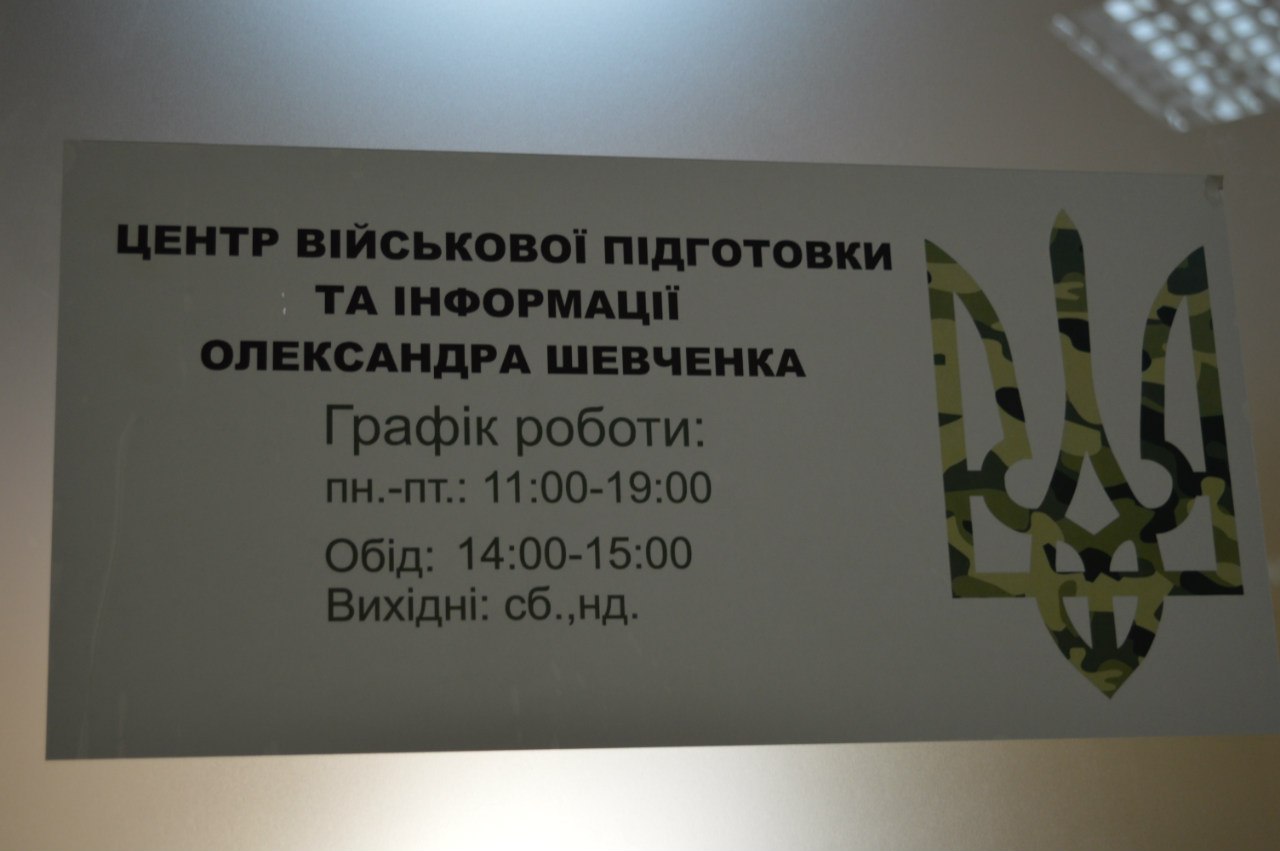 ЦЕНТР ВІЙСЬКОВОЇ ПІДГОТОВКИ
ТА ІНФОРМАЦІЇ
ОЛЕКСАНДРА ШЕВЧЕНКА
Графік роботи:
пн.-пт.: 11:00-19:00
Обід: 14:00-15:00
Вихідні: сб.,нд.